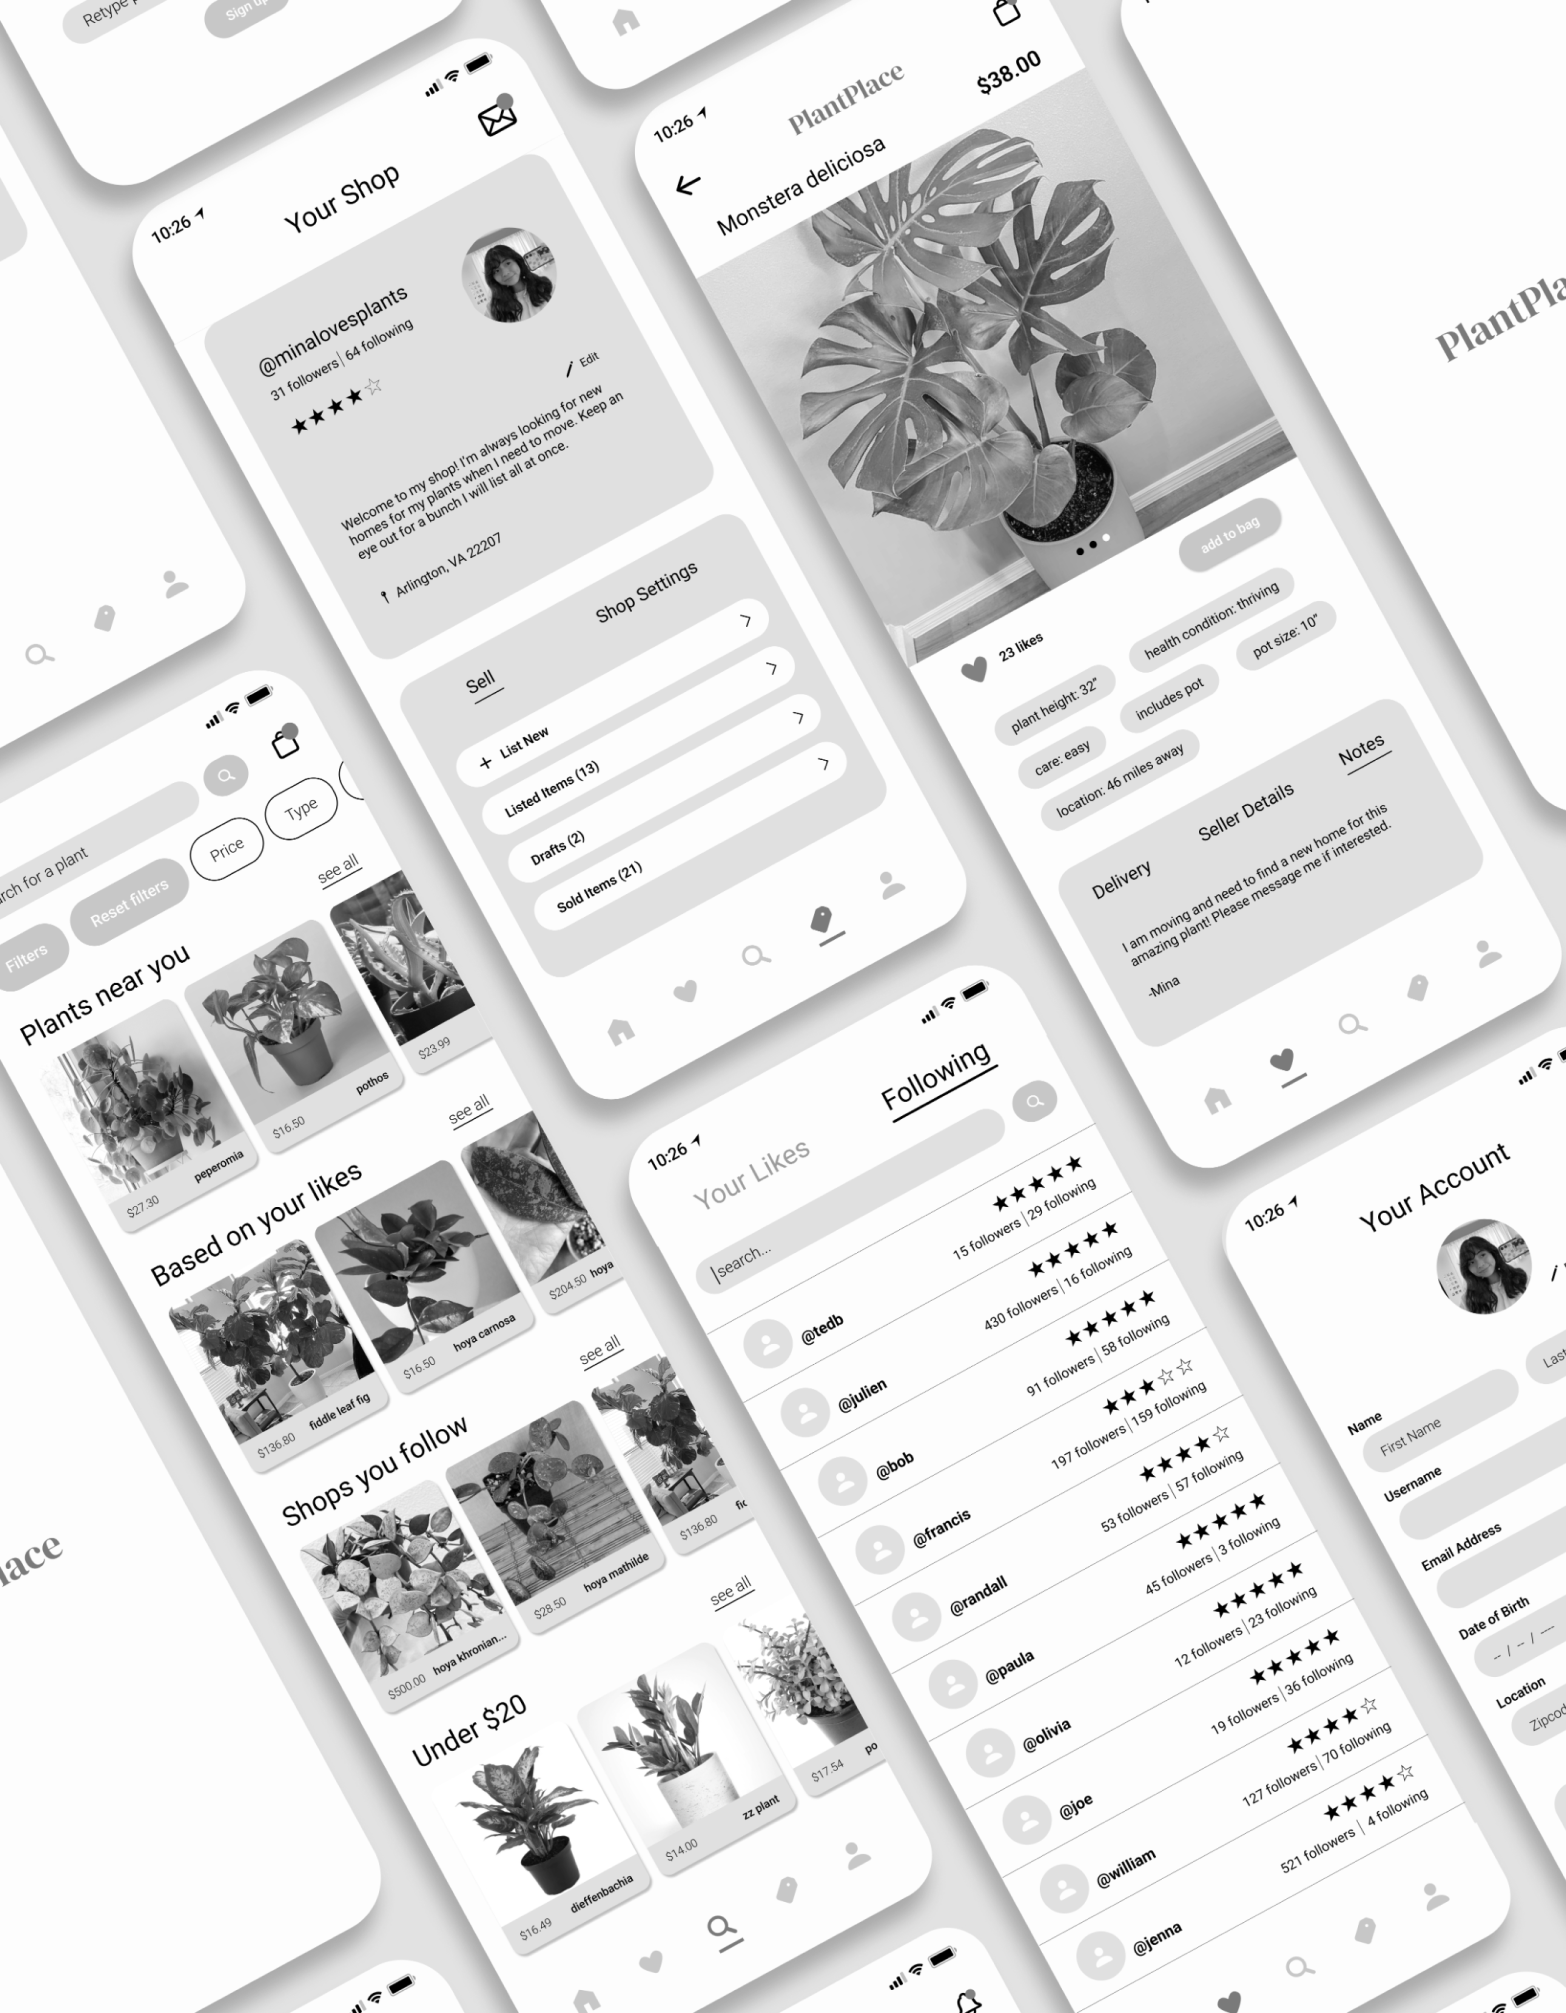 Retype
Sign up
10:26
Your Shop
@minalovesplants
31 followers | 64 following
★★★★☆
Edit
Welcome to my shop! I'm always looking for new
homes for my plants when I need to move. Keep an
eye out for a bunch I will list all at once.
Arlington, VA 22207
Sell
Shop Settings
+ List New
Listed Items (13)
Drafts (2)
Sold Items (21)
10:26
PlantPlace
$38.00
Monstera deliciosa
add to bag
23 likes
plant height: 32"
health condition: thriving
care: easy
includes pot
pot size: 10"
location: 46 miles away
Delivery
Seller Details
Notes
I am moving and need to find a new home for this
amazing plant! Please message me if interested.
-Mina
PlantPla
arch for a plant
Filters
Reset filters
Price
Type
Plants near you
see all
$27.30
peperomia
$16.50
pothos
$23.99
Based on your likes
see all
$136.80
fiddle leaf fig
$16.50
hoya carnosa
$204.50
hoya
Shops you follow
see all
$500.00
hoya khronian...
$28.50
hoya mathilde
$136.80
fic
Under $20
see all
$16.49
dieffenbachia
$14.00
zz plant
$17.54
po
10:26
Your Likes
Following
search...
@tedb
★★★★★
15 followers | 29 following
@julien
★★★★★
430 followers | 16 following
@bob
★★★★★
91 followers | 58 following
@francis
★★★☆☆
197 followers | 159 following
@randall
★★★★☆
53 followers | 57 following
@paula
★★★★★
45 followers | 3 following
@olivia
★★★★★
12 followers | 23 following
@joe
★★★★★
19 followers | 36 following
@william
★★★★☆
127 followers | 70 following
@jenna
★★★★☆
521 followers | 4 following
10:26
Your Account
Name
First Name
Last
Username
Email Address
Date of Birth
-- / -- / ----
Location
Zipcod
lace